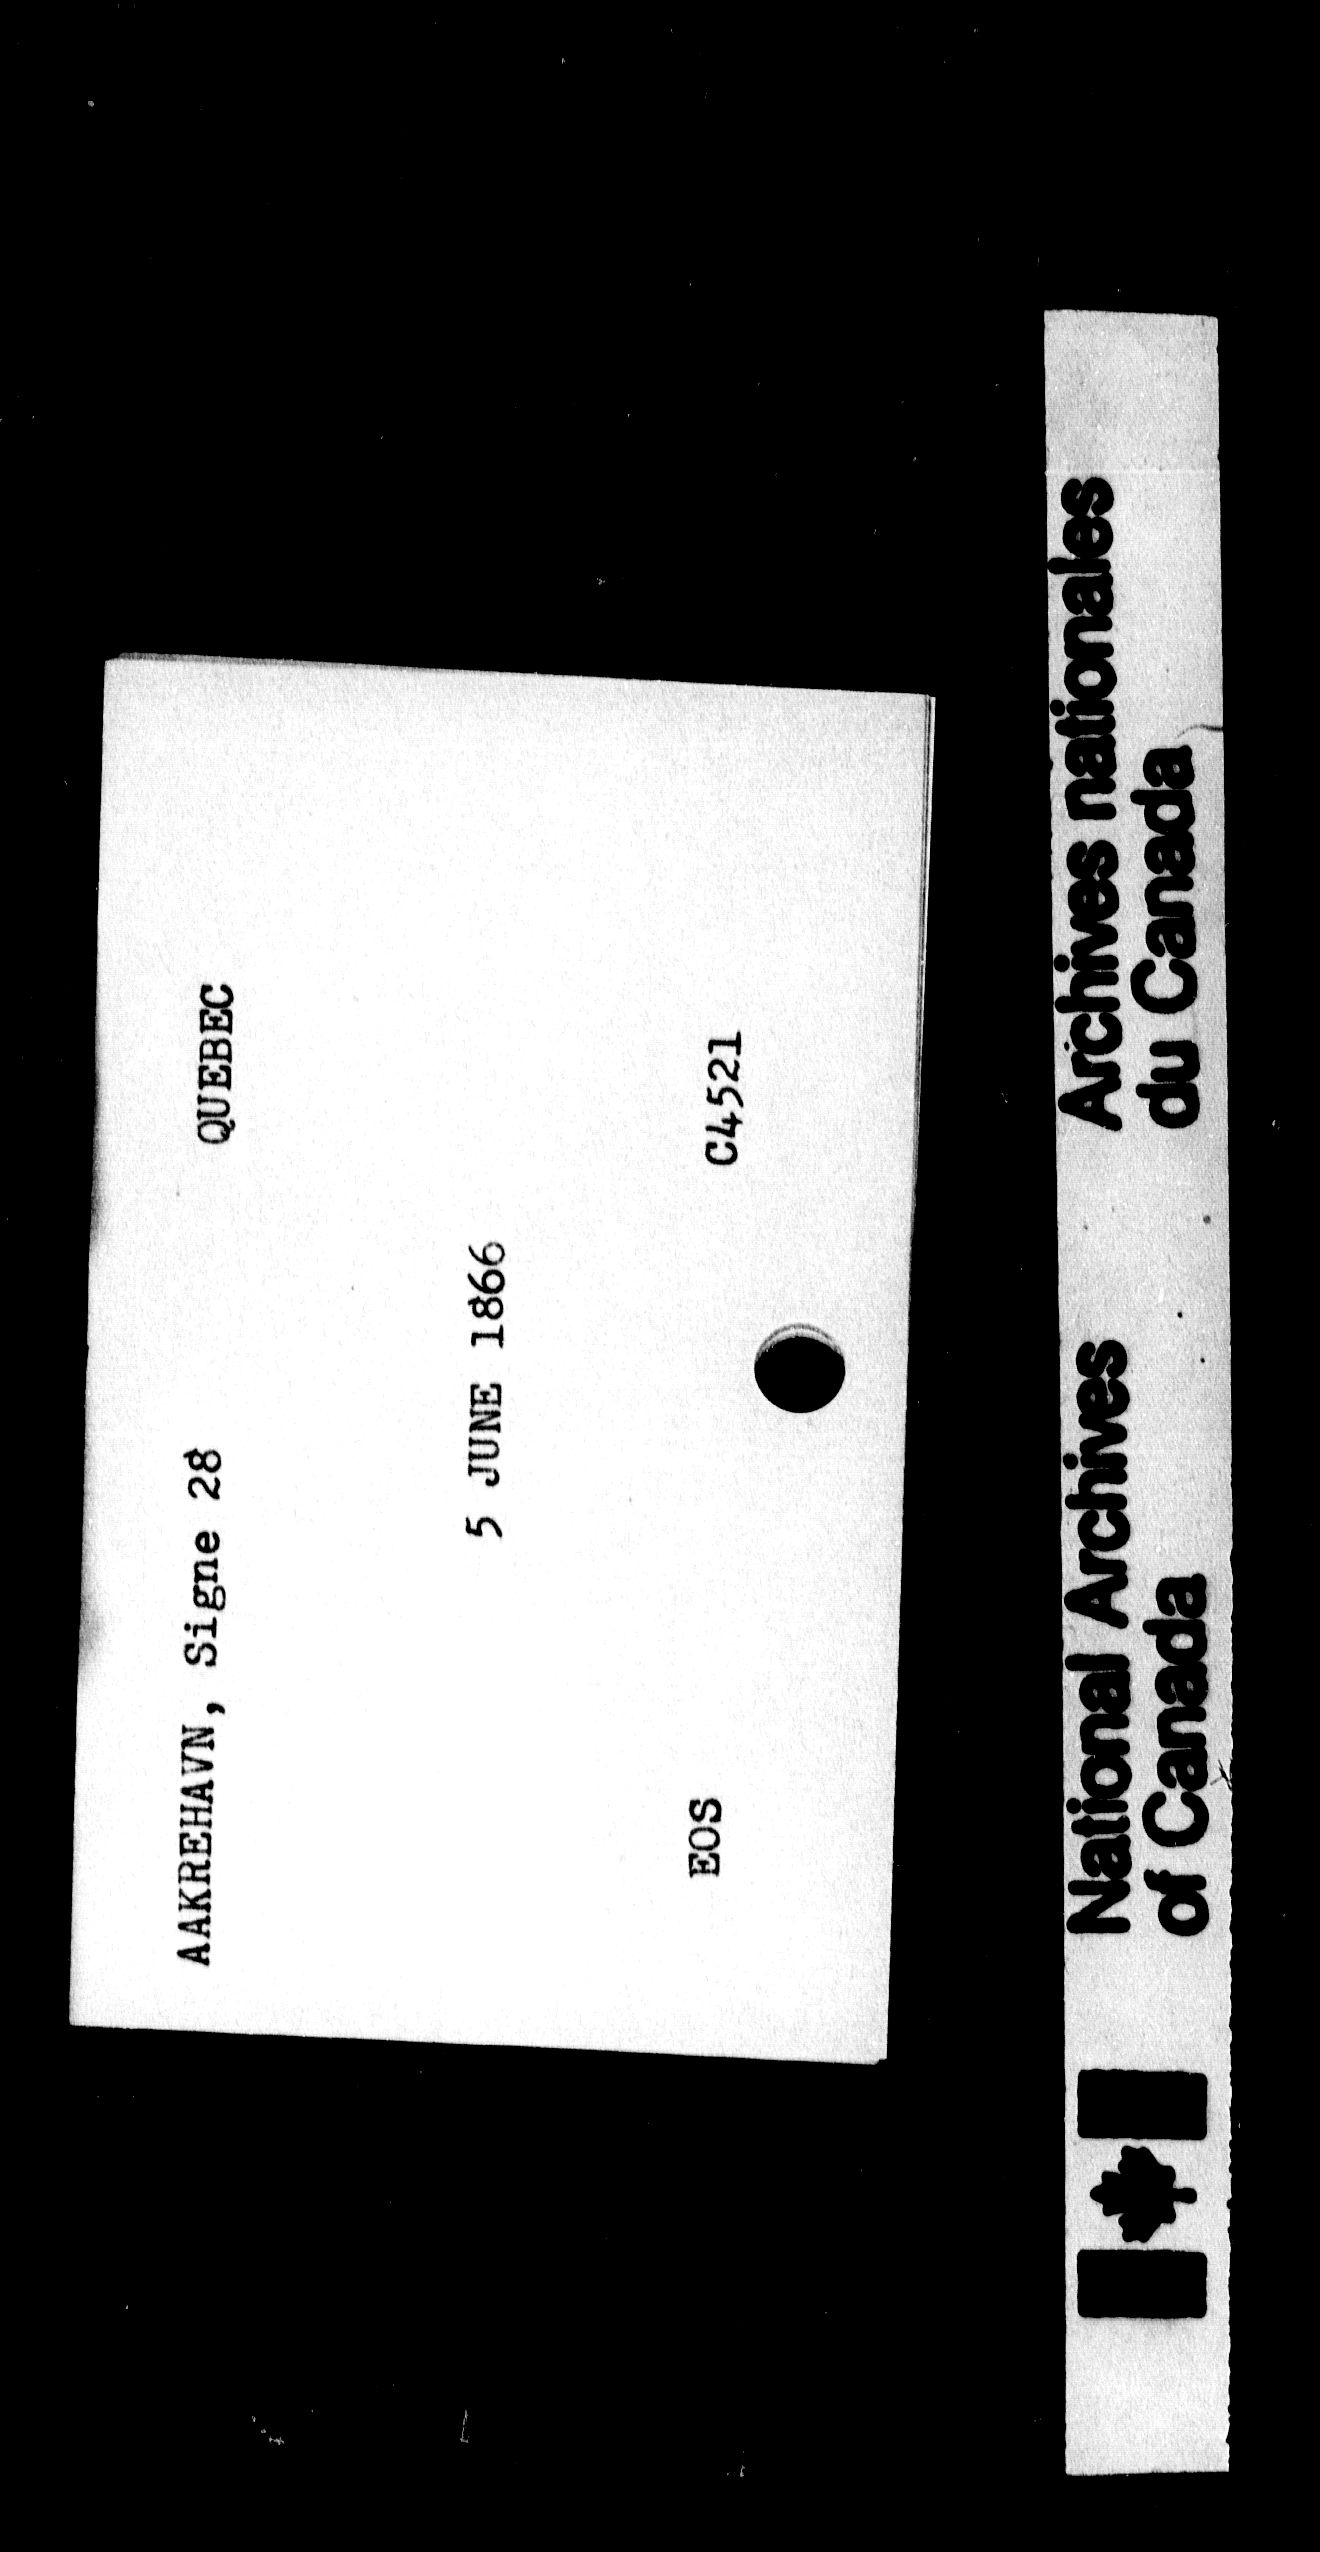 AAKREHAVN, Signe 28 QUEBEC
5 JUNE 1866
EOS C4521
National Archives
of Canada
Archives nationales
du Canada